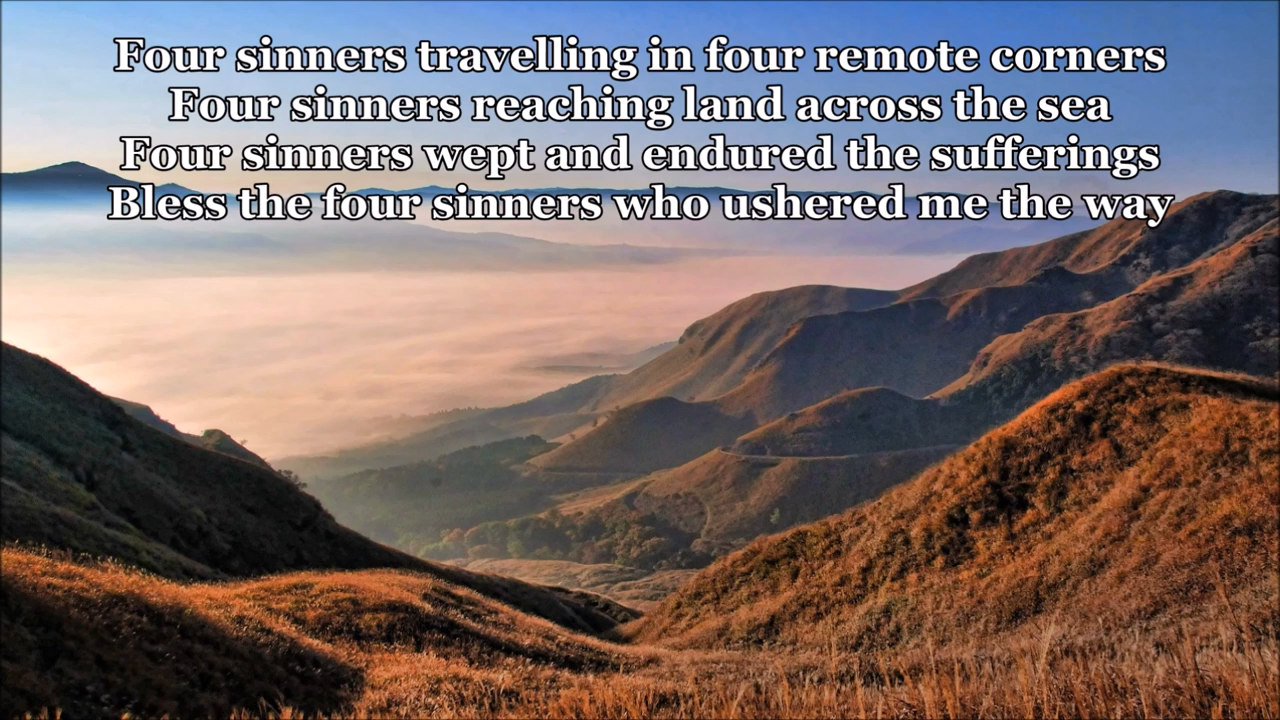 Four sinners travelling in four remote corners
Four sinners reaching land across the sea
Four sinners wept and endured the sufferings
Bless the four sinners who ushered me the way